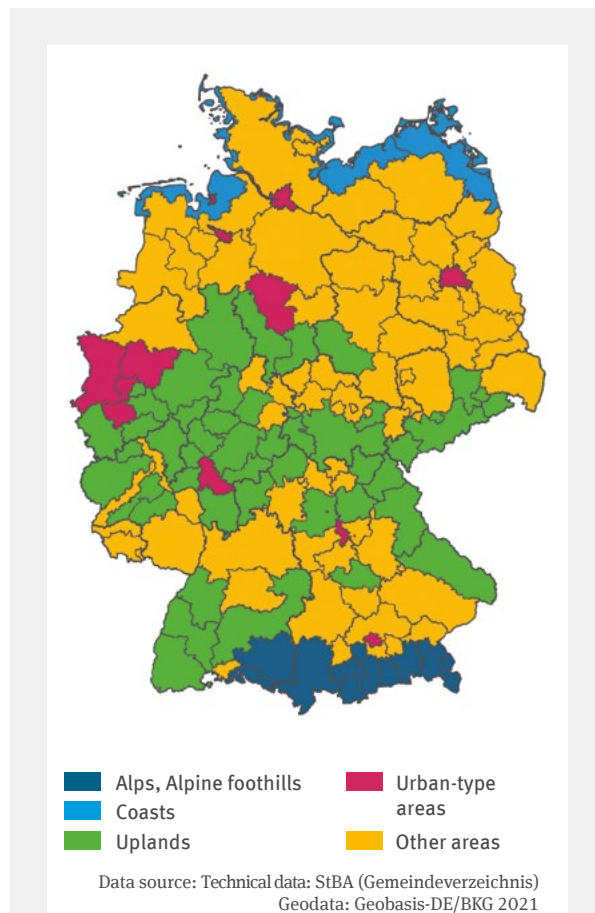 Alps, Alpine foothills
Coasts
Uplands
Urban-type
areas
Other areas
Data source: Technical data: StBA (Gemeindeverzeichnis)
Geodata: Geobasis-DE/BKG 2021